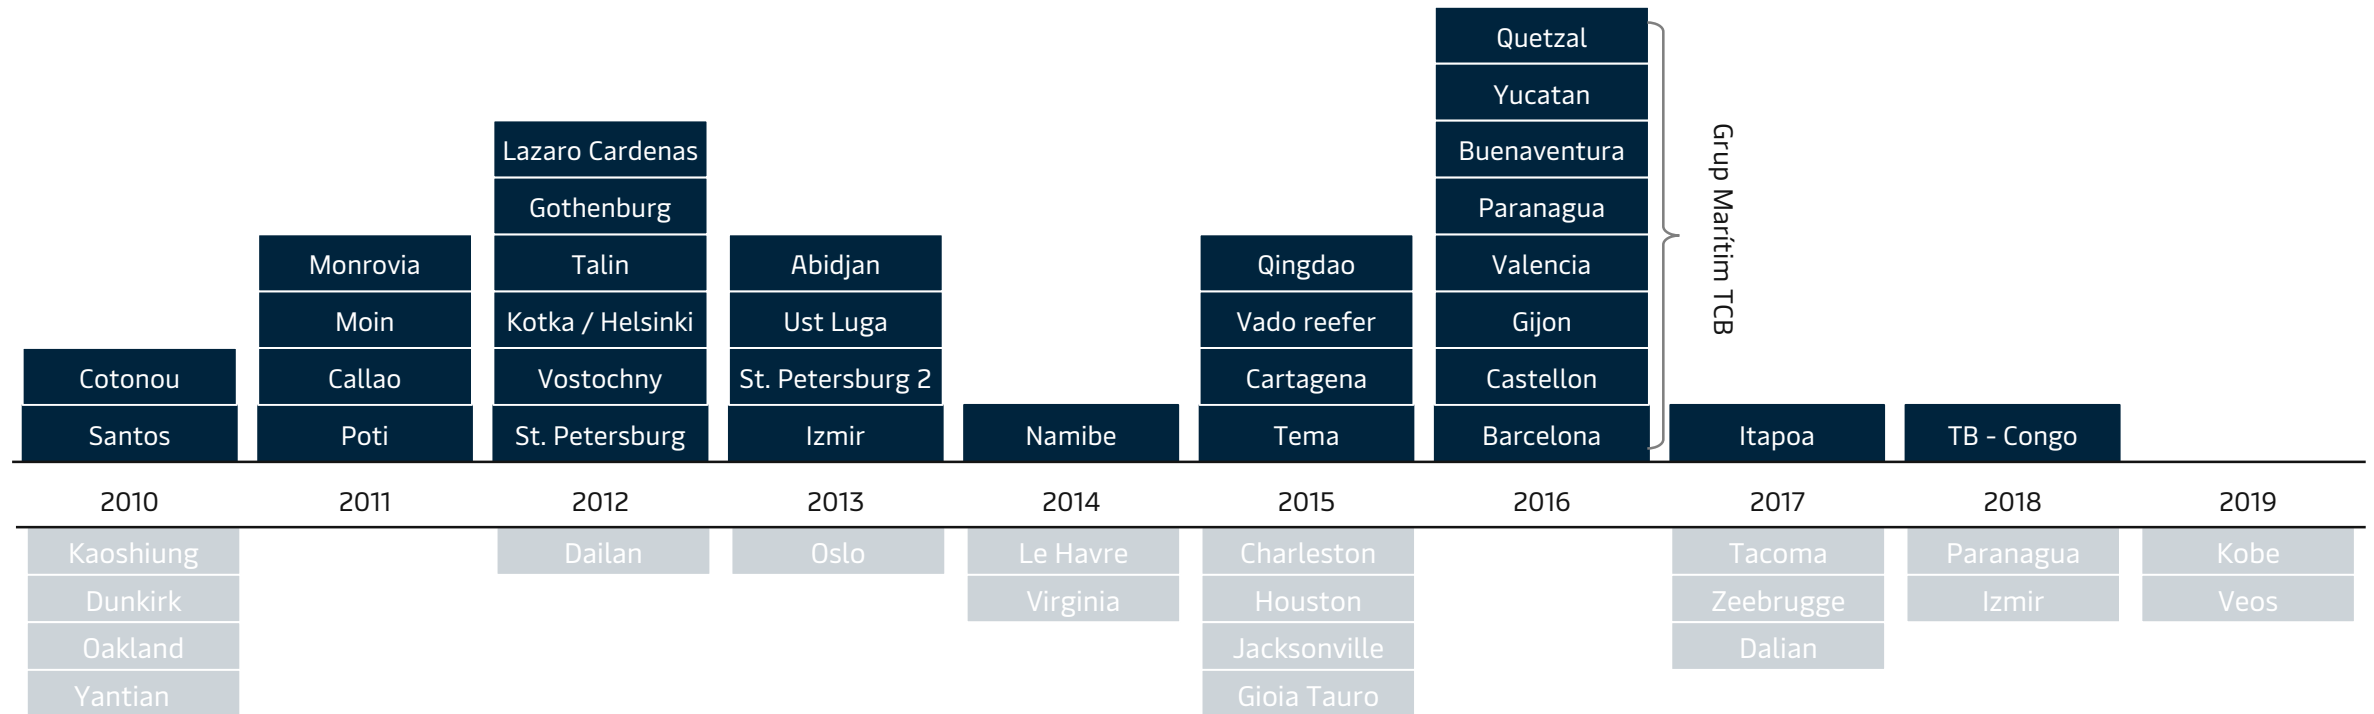 Quetzal
Yucatan
Buenaventura
Paranagua
Valencia
Gijon
Castellon
Barcelona
Grup Marítim TCB
Lazaro Cardenas
Gothenburg
Talin
Kotka / Helsinki
Vostochny
St. Petersburg
Monrovia
Moin
Callao
Poti
Abidjan
Ust Luga
St. Petersburg 2
Izmir
Qingdao
Vado reefer
Cartagena
Tema
Cotonou
Santos
Namibe
Itapoa
TB - Congo
2010 2011 2012 2013 2014 2015 2016 2017 2018 2019
Kaoshiung
Dunkirk
Oakland
Yantian
Dailan
Oslo
Le Havre
Virginia
Charleston
Houston
Jacksonville
Gioia Tauro
Tacoma
Zeebrugge
Dalian
Paranagua
Izmir
Kobe
Veos